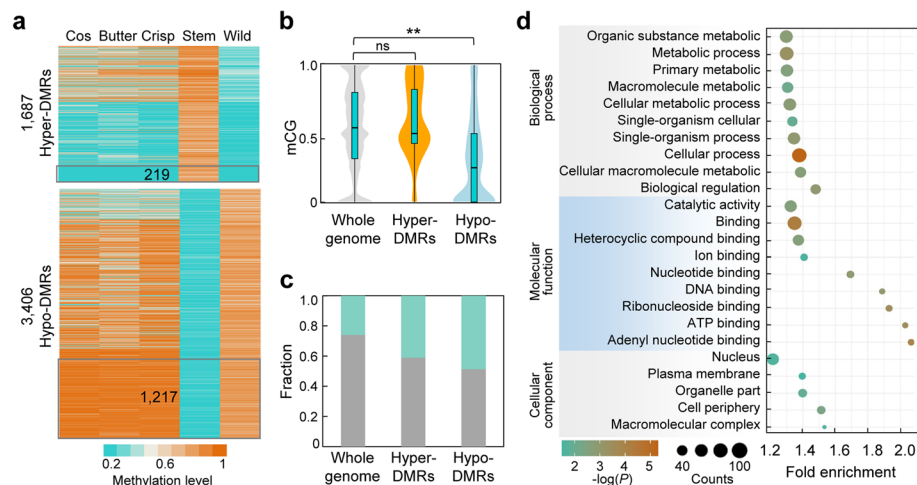 a
Cos Butter Crisp Stem Wild
1,687
Hyper-DMRs
219
3,406
Hypo-DMRs
1,217
0.2 0.6 1
Methylation level
b
**
ns
1.0
0.5
0
mCG
Whole genome
Hyper-DMRs
Hypo-DMRs
c
1.0
0.8
0.6
0.4
0.2
0
Fraction
Whole genome
Hyper-DMRs
Hypo-DMRs
d
Biological process
Organic substance metabolic
Metabolic process
Primary metabolic
Macromolecule metabolic
Cellular metabolic process
Single-organism cellular
Single-organism process
Cellular process
Cellular macromolecule metabolic
Biological regulation
Molecular function
Catalytic activity
Binding
Heterocyclic compound binding
Ion binding
Nucleotide binding
DNA binding
Ribonucleoside binding
ATP binding
Adenyl nucleotide binding
Cellular component
Nucleus
Plasma membrane
Organelle part
Cell periphery
Macromolecular complex
1.2 1.4 1.6 1.8 2.0
Fold enrichment
2 3 4 5
-log(P)
40 100
Counts